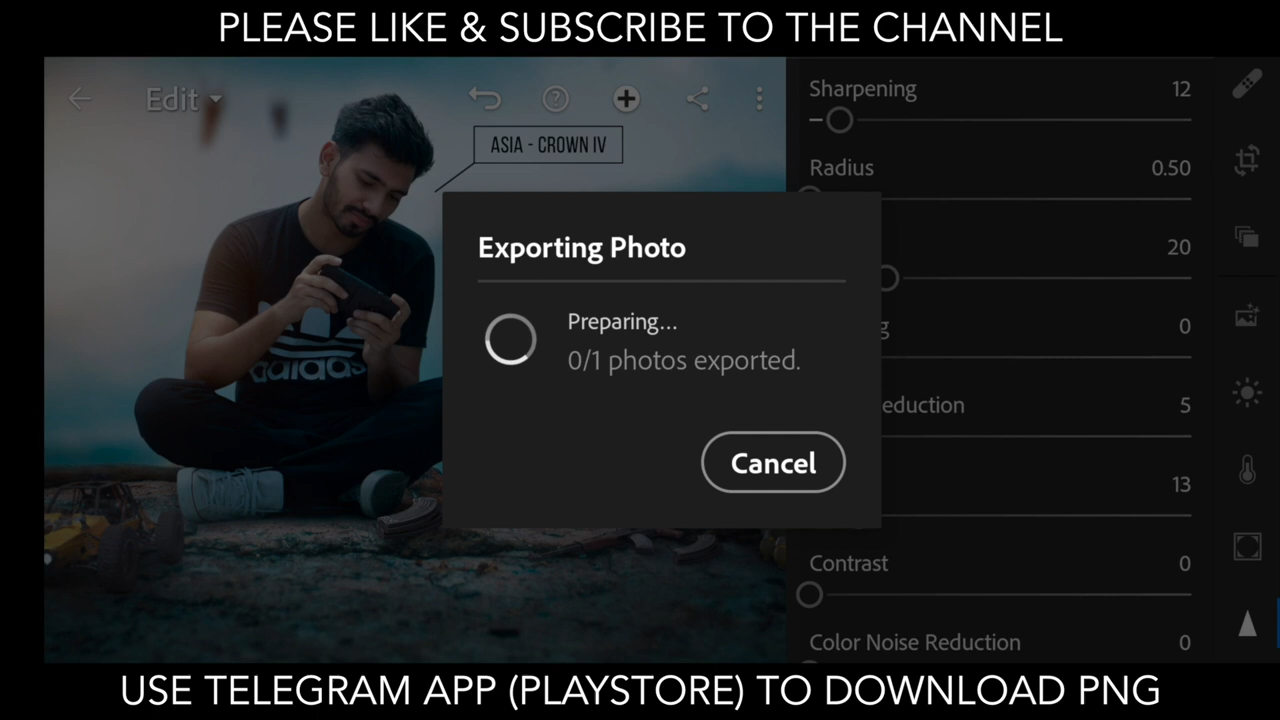 PLEASE LIKE & SUBSCRIBE TO THE CHANNEL
Edit
ASIA - CROWN IV
adidas
Exporting Photo
Preparing...
0/1 photos exported.
Cancel
Sharpening 12
Radius 0.50
20
g 0
eduction 5
13
Contrast 0
Color Noise Reduction 0
USE TELEGRAM APP (PLAYSTORE) TO DOWNLOAD PNG